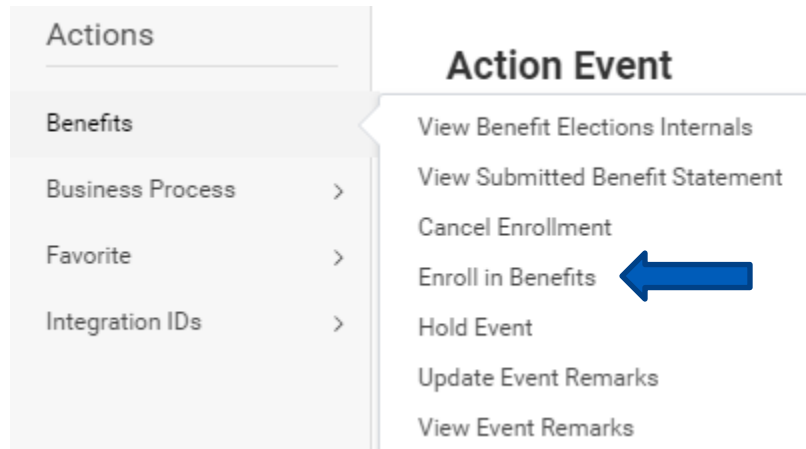 Actions
Benefits
Business Process
Favorite
Integration IDs
Action Event
View Benefit Elections Internals
View Submitted Benefit Statement
Cancel Enrollment
Enroll in Benefits
Hold Event
Update Event Remarks
View Event Remarks